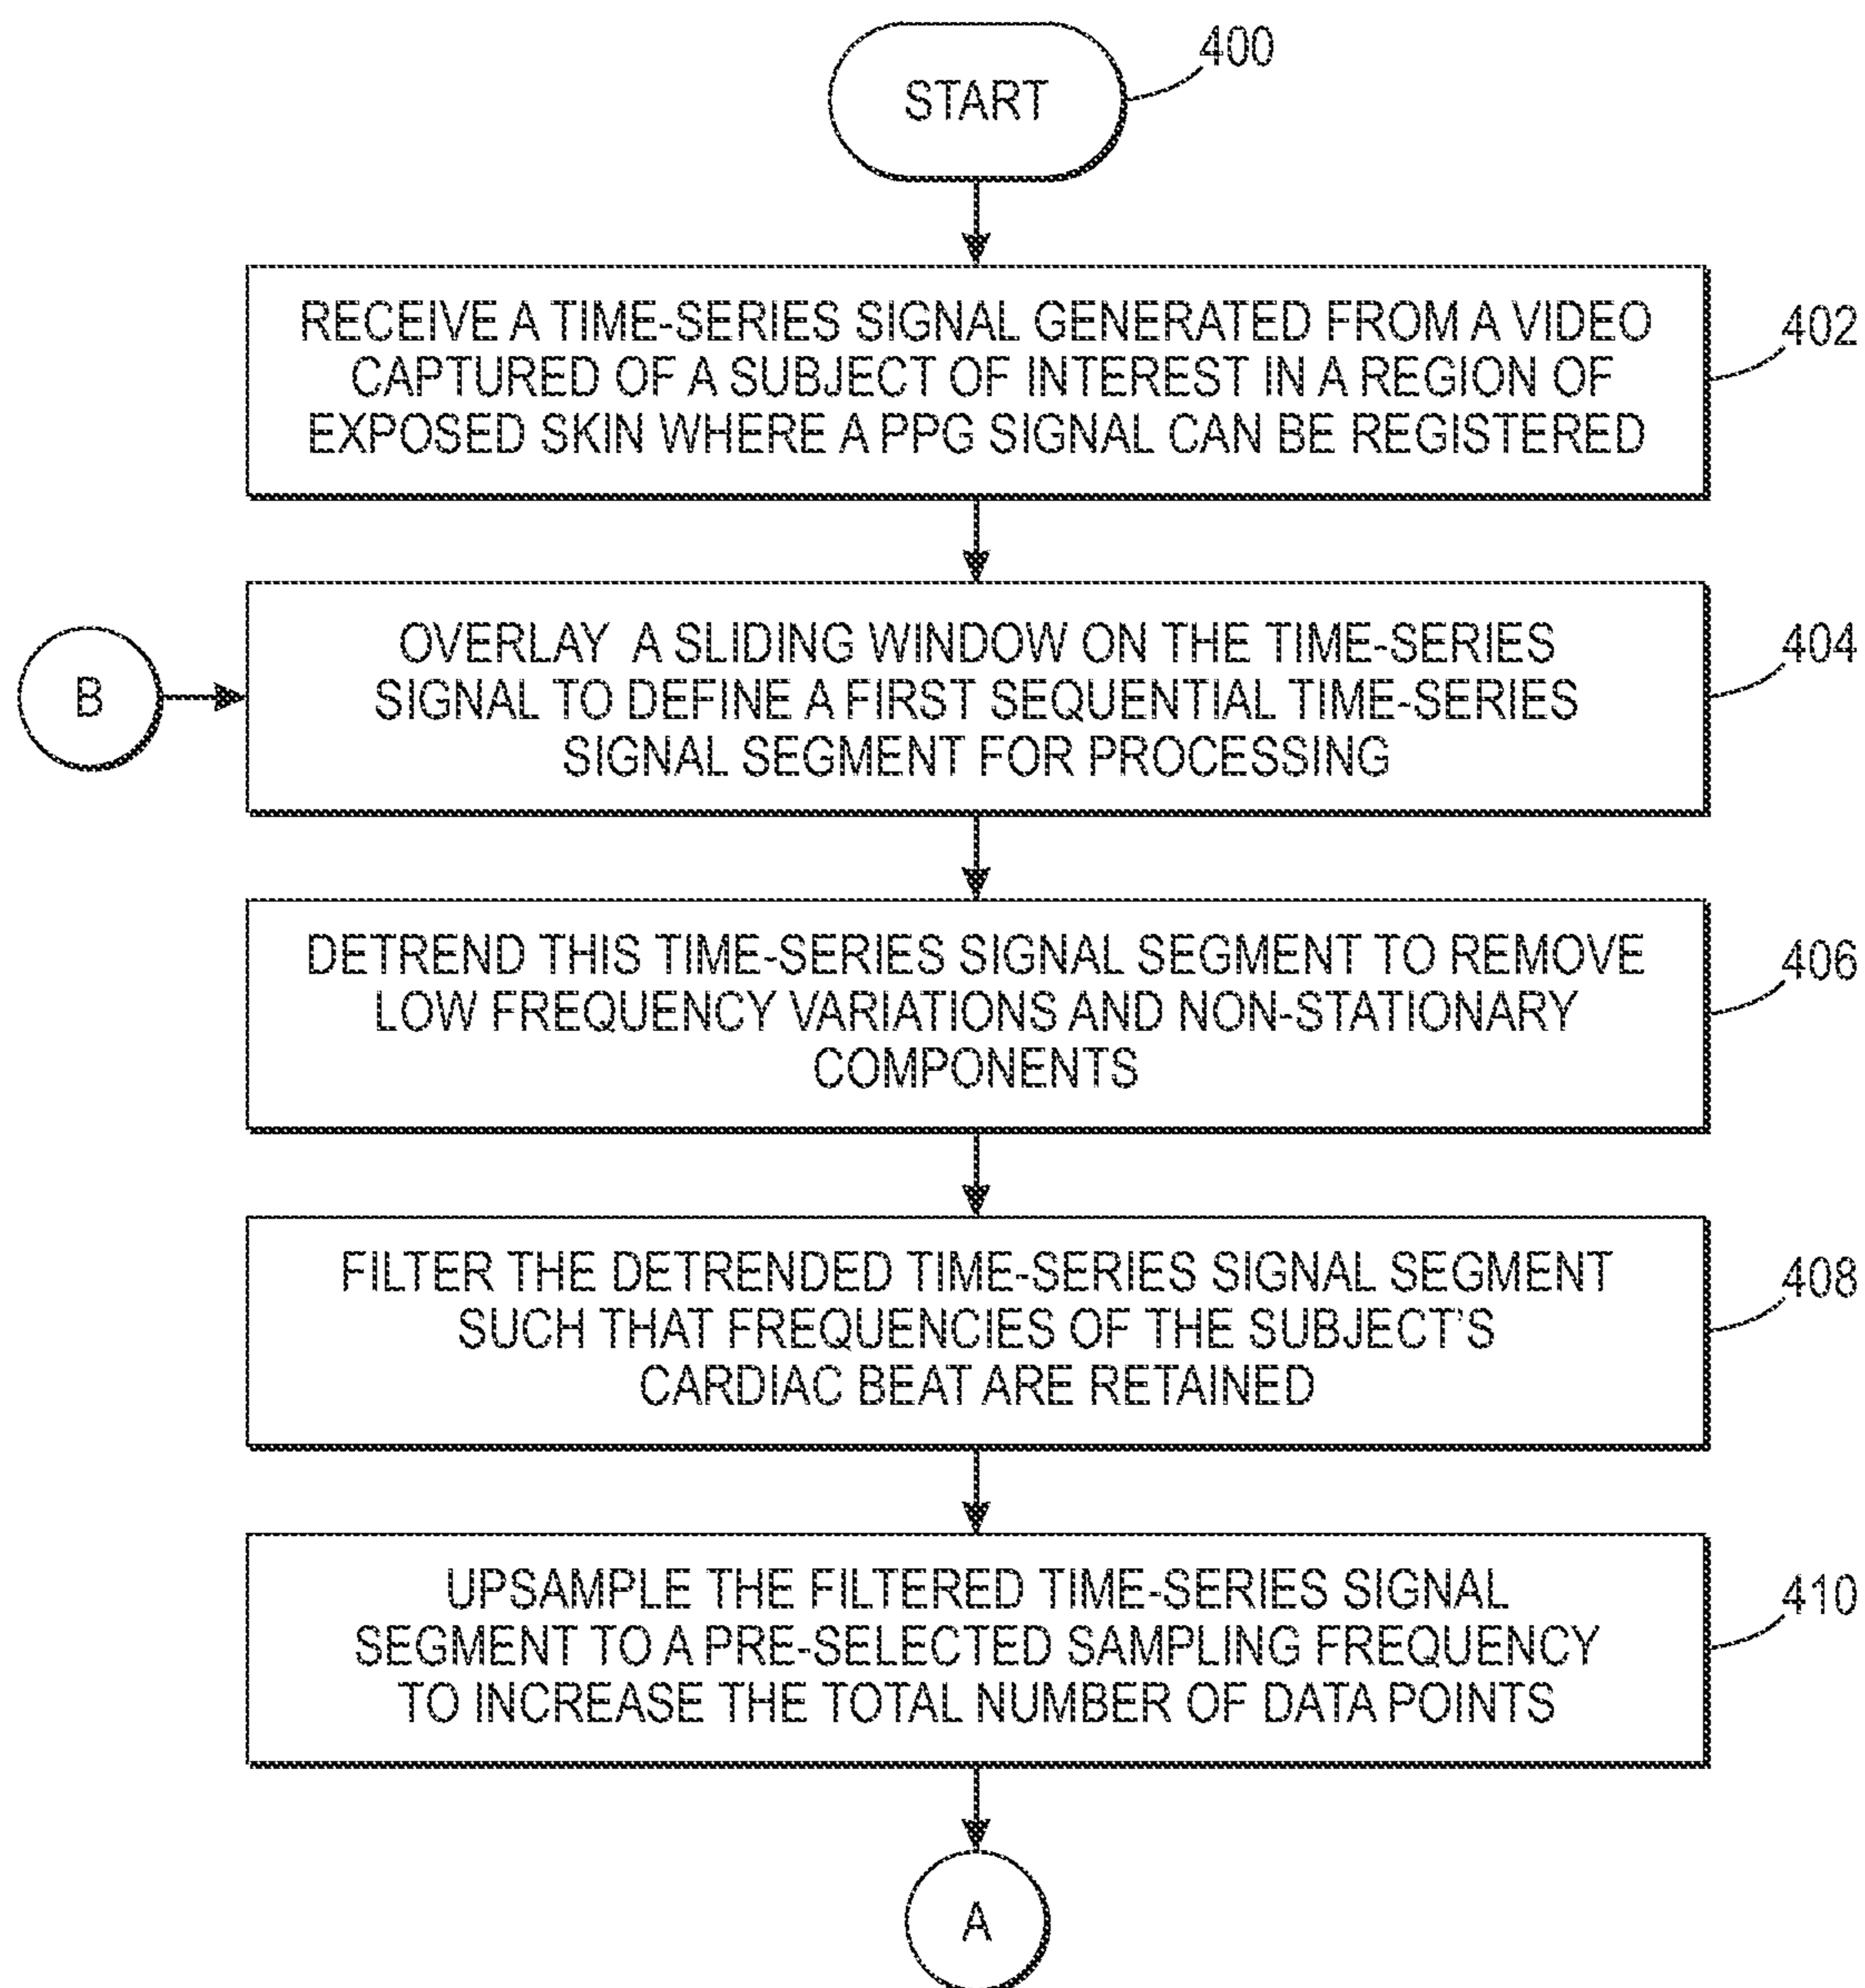 START
400
RECEIVE A TIME-SERIES SIGNAL GENERATED FROM A VIDEO
CAPTURED OF A SUBJECT OF INTEREST IN A REGION OF
EXPOSED SKIN WHERE A PPG SIGNAL CAN BE REGISTERED
402
B
OVERLAY A SLIDING WINDOW ON THE TIME-SERIES
SIGNAL TO DEFINE A FIRST SEQUENTIAL TIME-SERIES
SIGNAL SEGMENT FOR PROCESSING
404
DETREND THIS TIME-SERIES SIGNAL SEGMENT TO REMOVE
LOW FREQUENCY VARIATIONS AND NON-STATIONARY
COMPONENTS
406
FILTER THE DETRENDED TIME-SERIES SIGNAL SEGMENT
SUCH THAT FREQUENCIES OF THE SUBJECT'S
CARDIAC BEAT ARE RETAINED
408
UPSAMPLE THE FILTERED TIME-SERIES SIGNAL
SEGMENT TO A PRE-SELECTED SAMPLING FREQUENCY
TO INCREASE THE TOTAL NUMBER OF DATA POINTS
410
A